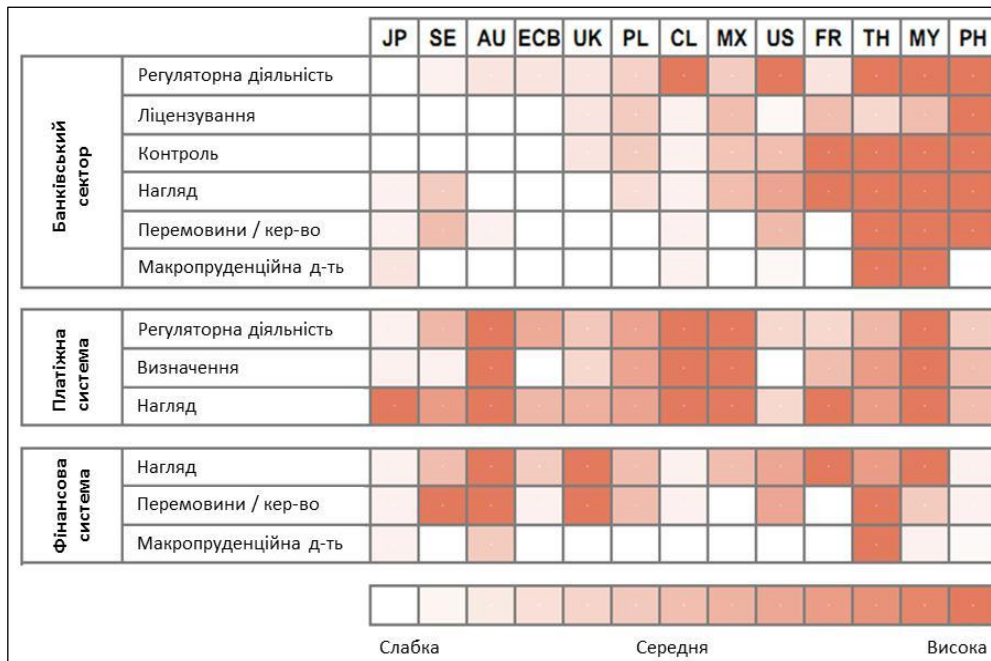 JP SE AU ECB UK PL CL MX US FR TH MY PH
Банківський
сектор
Регуляторна діяльність
Ліцензування
Контроль
Нагляд
Перемовини / кер-во
Макропруденційна д-ть
Платіжна
система
Регуляторна діяльність
Визначення
Нагляд
Фінансова
система
Нагляд
Перемовини / кер-во
Макропруденційна д-ть
Слабка Середня Висока